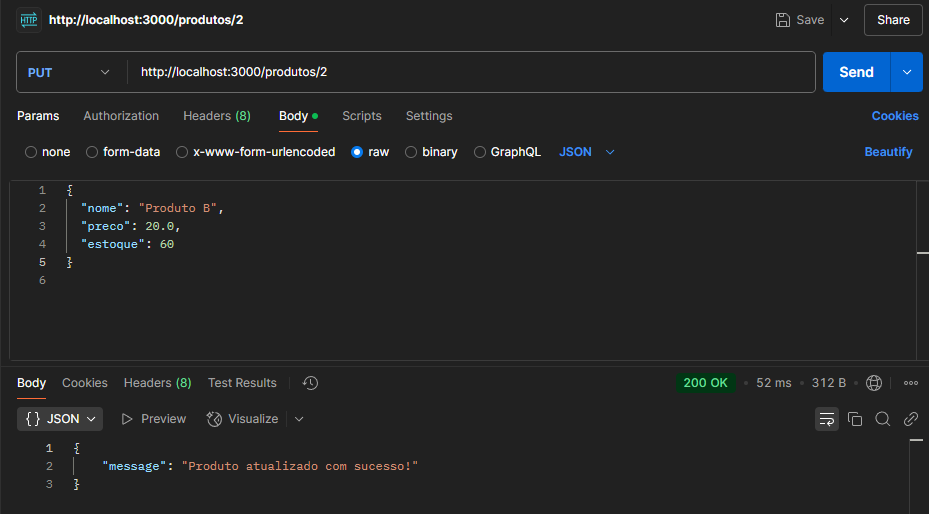 HTTP http://localhost:3000/produtos/2 Save Share
PUT http://localhost:3000/produtos/2 Send
Params Authorization Headers (8) Body Scripts Settings Cookies
none form-data x-www-form-urlencoded raw binary GraphQL JSON Beautify
1 {
2 "nome": "Produto B",
3 "preco": 20.0,
4 "estoque": 60
5 }
6
Body Cookies Headers (8) Test Results 200 OK • 52 ms • 312 B
{} JSON Preview Visualize
1 {
2 "message": "Produto atualizado com sucesso!"
3 }